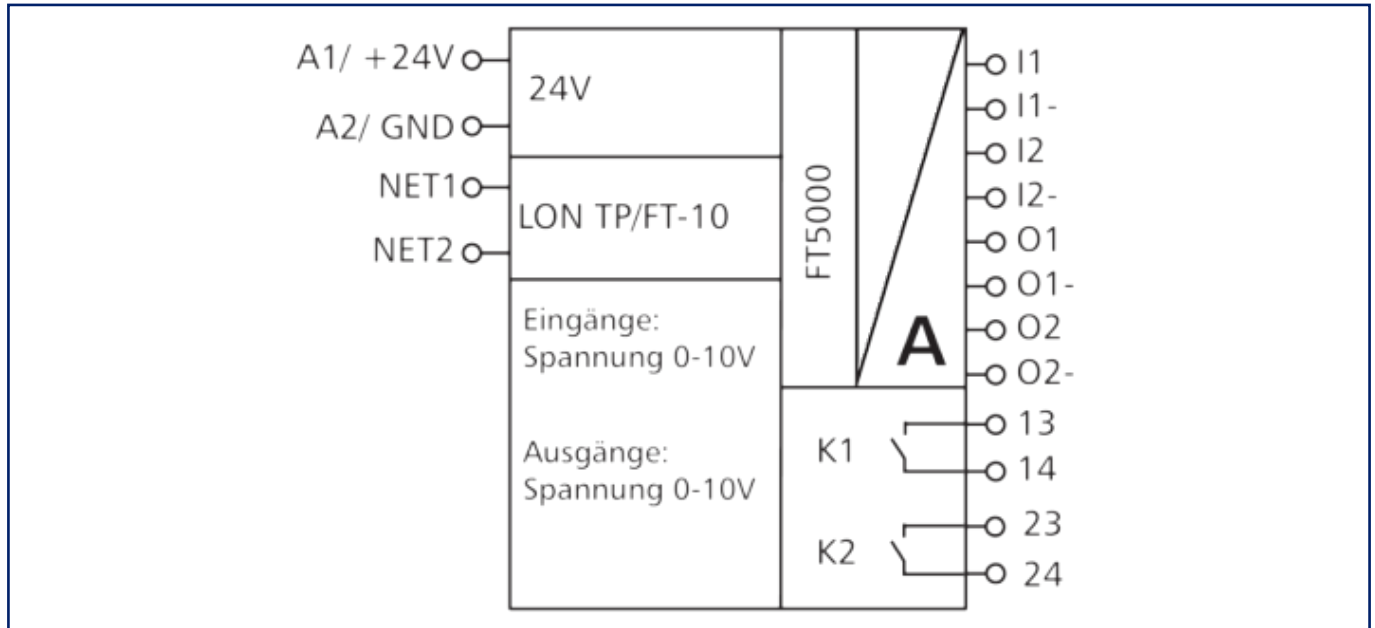 A1/ +24V
A2/ GND
NET1
NET2
24V
LON TP/FT-10
Eingänge:
Spannung 0-10V
Ausgänge:
Spannung 0-10V
FT5000
A
K1
K2
I1
I1-
I2
I2-
O1
O1-
O2
O2-
13
14
23
24